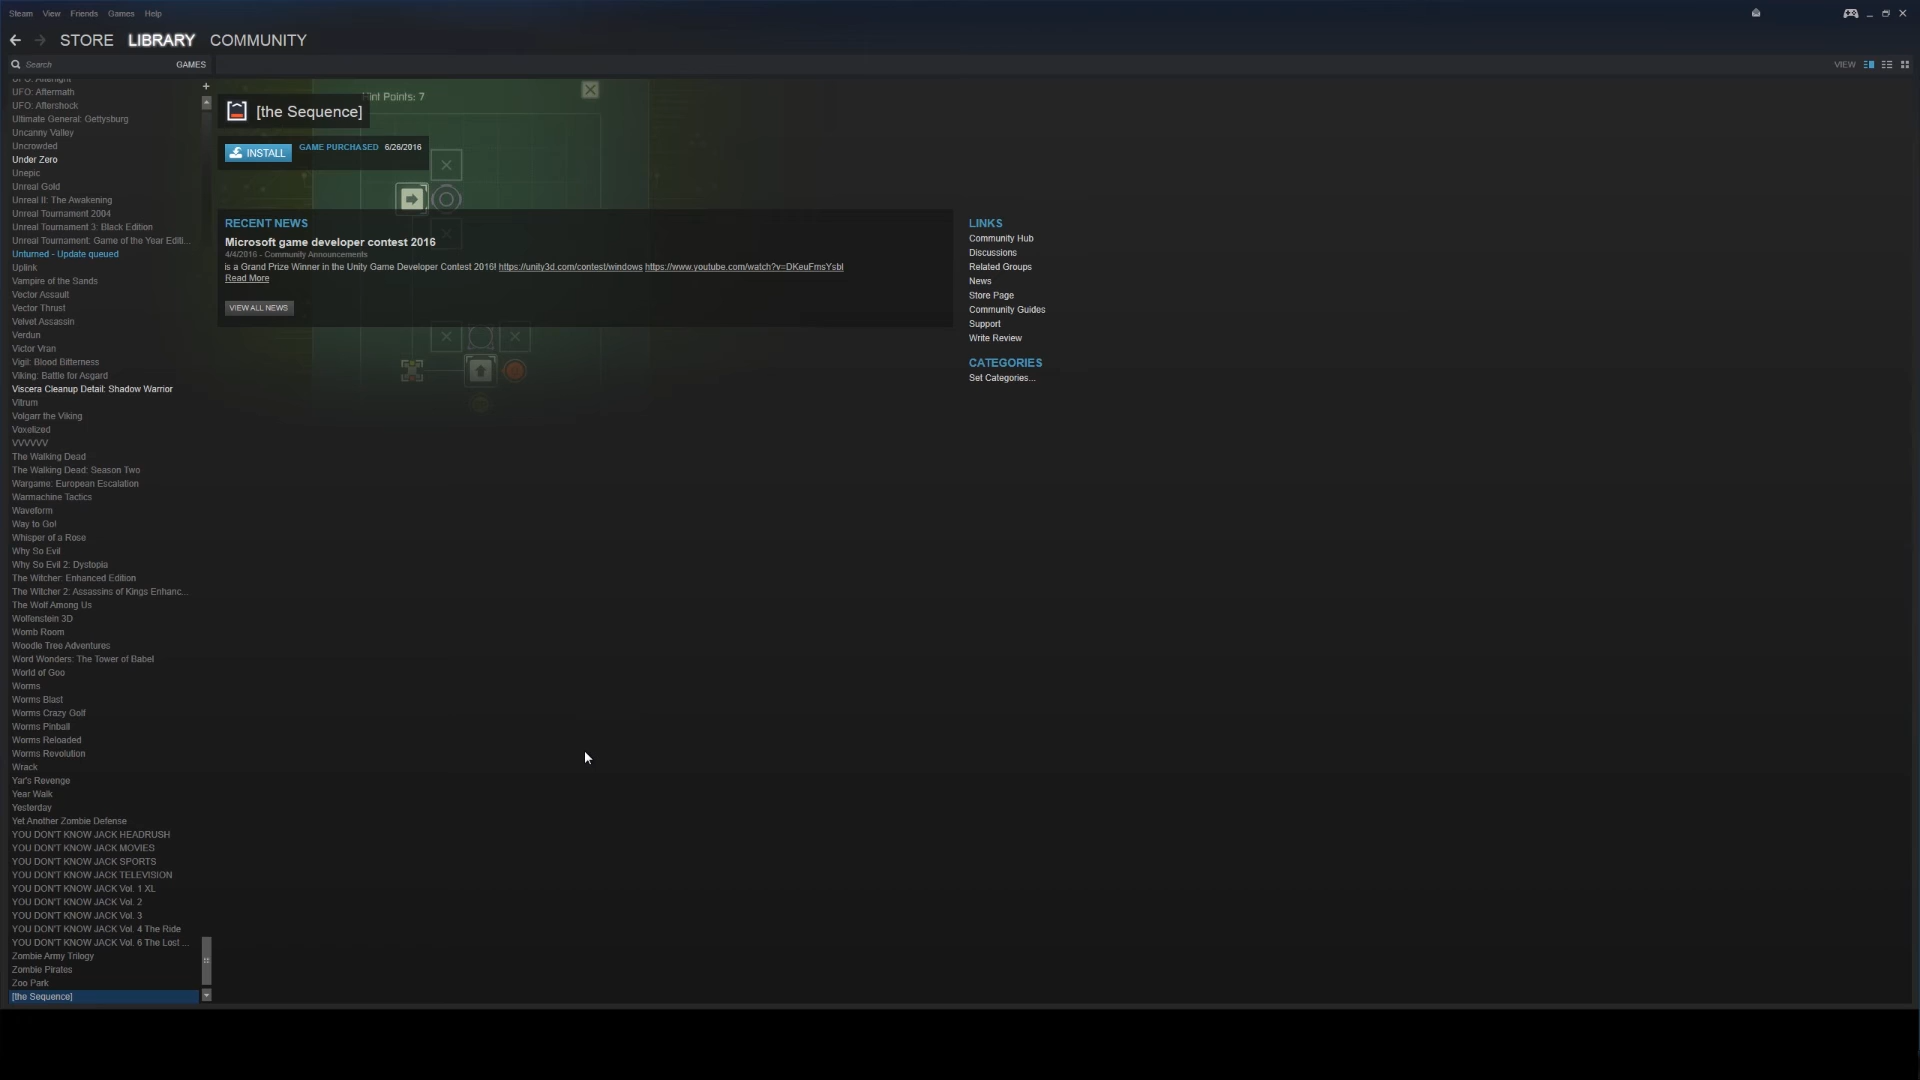 Steam View Friends Games Help
STORE LIBRARY COMMUNITY
Search GAMES
VIEW
UFO: Afterlight
UFO: Aftermath
UFO: Aftershock
Ultimate General: Gettysburg
Uncanny Valley
Uncrowded
Under Zero
Unepic
Unreal Gold
Unreal II: The Awakening
Unreal Tournament 2004
Unreal Tournament 3: Black Edition
Unreal Tournament: Game of the Year Editi...
Unturned - Update queued
Uplink
Vampire of the Sands
Vector Assault
Vector Thrust
Velvet Assassin
Verdun
Victor Vran
Vigil: Blood Bitterness
Viking: Battle for Asgard
Viscera Cleanup Detail: Shadow Warrior
Vitrum
Volgarr the Viking
Voxelized
VVVVVV
The Walking Dead
The Walking Dead: Season Two
Wargame: European Escalation
Warmachine Tactics
Waveform
Way to Go!
Whisper of a Rose
Why So Evil
Why So Evil 2: Dystopia
The Witcher: Enhanced Edition
The Witcher 2: Assassins of Kings Enhanc...
The Wolf Among Us
Wolfenstein 3D
Womb Room
Woodle Tree Adventures
Word Wonders: The Tower of Babel
World of Goo
Worms
Worms Blast
Worms Crazy Golf
Worms Pinball
Worms Reloaded
Worms Revolution
Wrack
Yar's Revenge
Year Walk
Yesterday
Yet Another Zombie Defense
YOU DON'T KNOW JACK HEADRUSH
YOU DON'T KNOW JACK MOVIES
YOU DON'T KNOW JACK SPORTS
YOU DON'T KNOW JACK TELEVISION
YOU DON'T KNOW JACK Vol. 1 XL
YOU DON'T KNOW JACK Vol. 2
YOU DON'T KNOW JACK Vol. 3
YOU DON'T KNOW JACK Vol. 4 The Ride
YOU DON'T KNOW JACK Vol. 6 The Lost ...
Zombie Army Trilogy
Zombie Pirates
Zoo Park
[the Sequence]
Hint Points: 7
[the Sequence]
INSTALL GAME PURCHASED 6/26/2016
RECENT NEWS
Microsoft game developer contest 2016
4/4/2016 - Community Announcements
is a Grand Prize Winner in the Unity Game Developer Contest 2016! https://unity3d.com/contest/windows https://www.youtube.com/watch?v=DKeuFmsYsbI
Read More
VIEW ALL NEWS
LINKS
Community Hub
Discussions
Related Groups
News
Store Page
Community Guides
Support
Write Review
CATEGORIES
Set Categories...